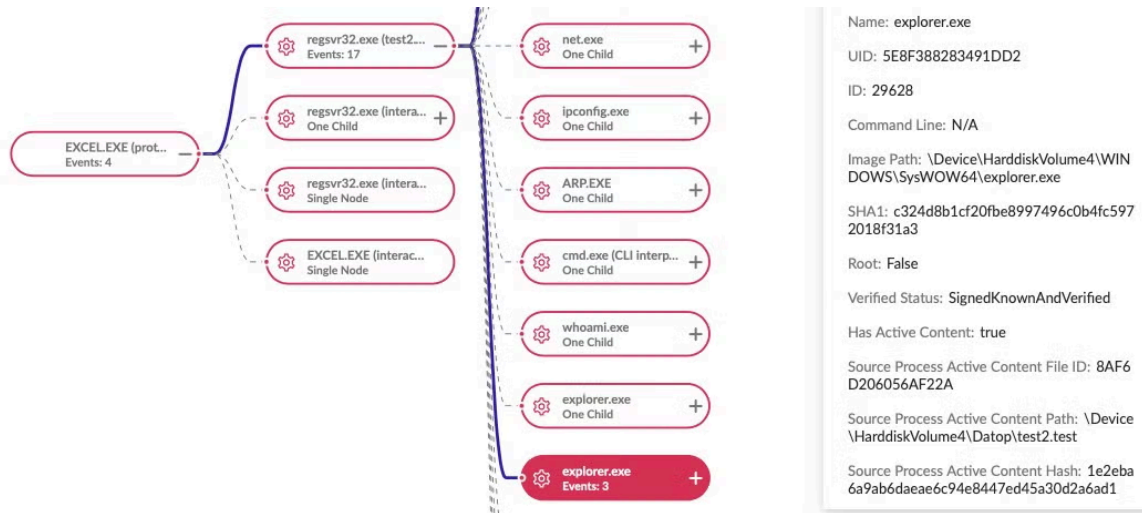 EXCEL.EXE (prot...
Events: 4
regsvr32.exe (test2....
Events: 17
regsvr32.exe (intera...
One Child
regsvr32.exe (intera...
Single Node
EXCEL.EXE (interac...
Single Node
net.exe
One Child
ipconfig.exe
One Child
ARP.EXE
One Child
cmd.exe (CLI interp...
One Child
whoami.exe
One Child
explorer.exe
One Child
explorer.exe
Events: 3
Name: explorer.exe
UID: 5E8F388283491DD2
ID: 29628
Command Line: N/A
Image Path: \Device\HarddiskVolume4\WIN
DOWS\SysWOW64\explorer.exe
SHA1: c324d8b1cf20fbe8997496c0b4fc597
2018f31a3
Root: False
Verified Status: SignedKnownAndVerified
Has Active Content: true
Source Process Active Content File ID: 8AF6
D206056AF22A
Source Process Active Content Path: \Device
\HarddiskVolume4\Datop\test2.test
Source Process Active Content Hash: 1e2eba
6a9ab6daeae6c94e8447ed45a30d2a6ad1